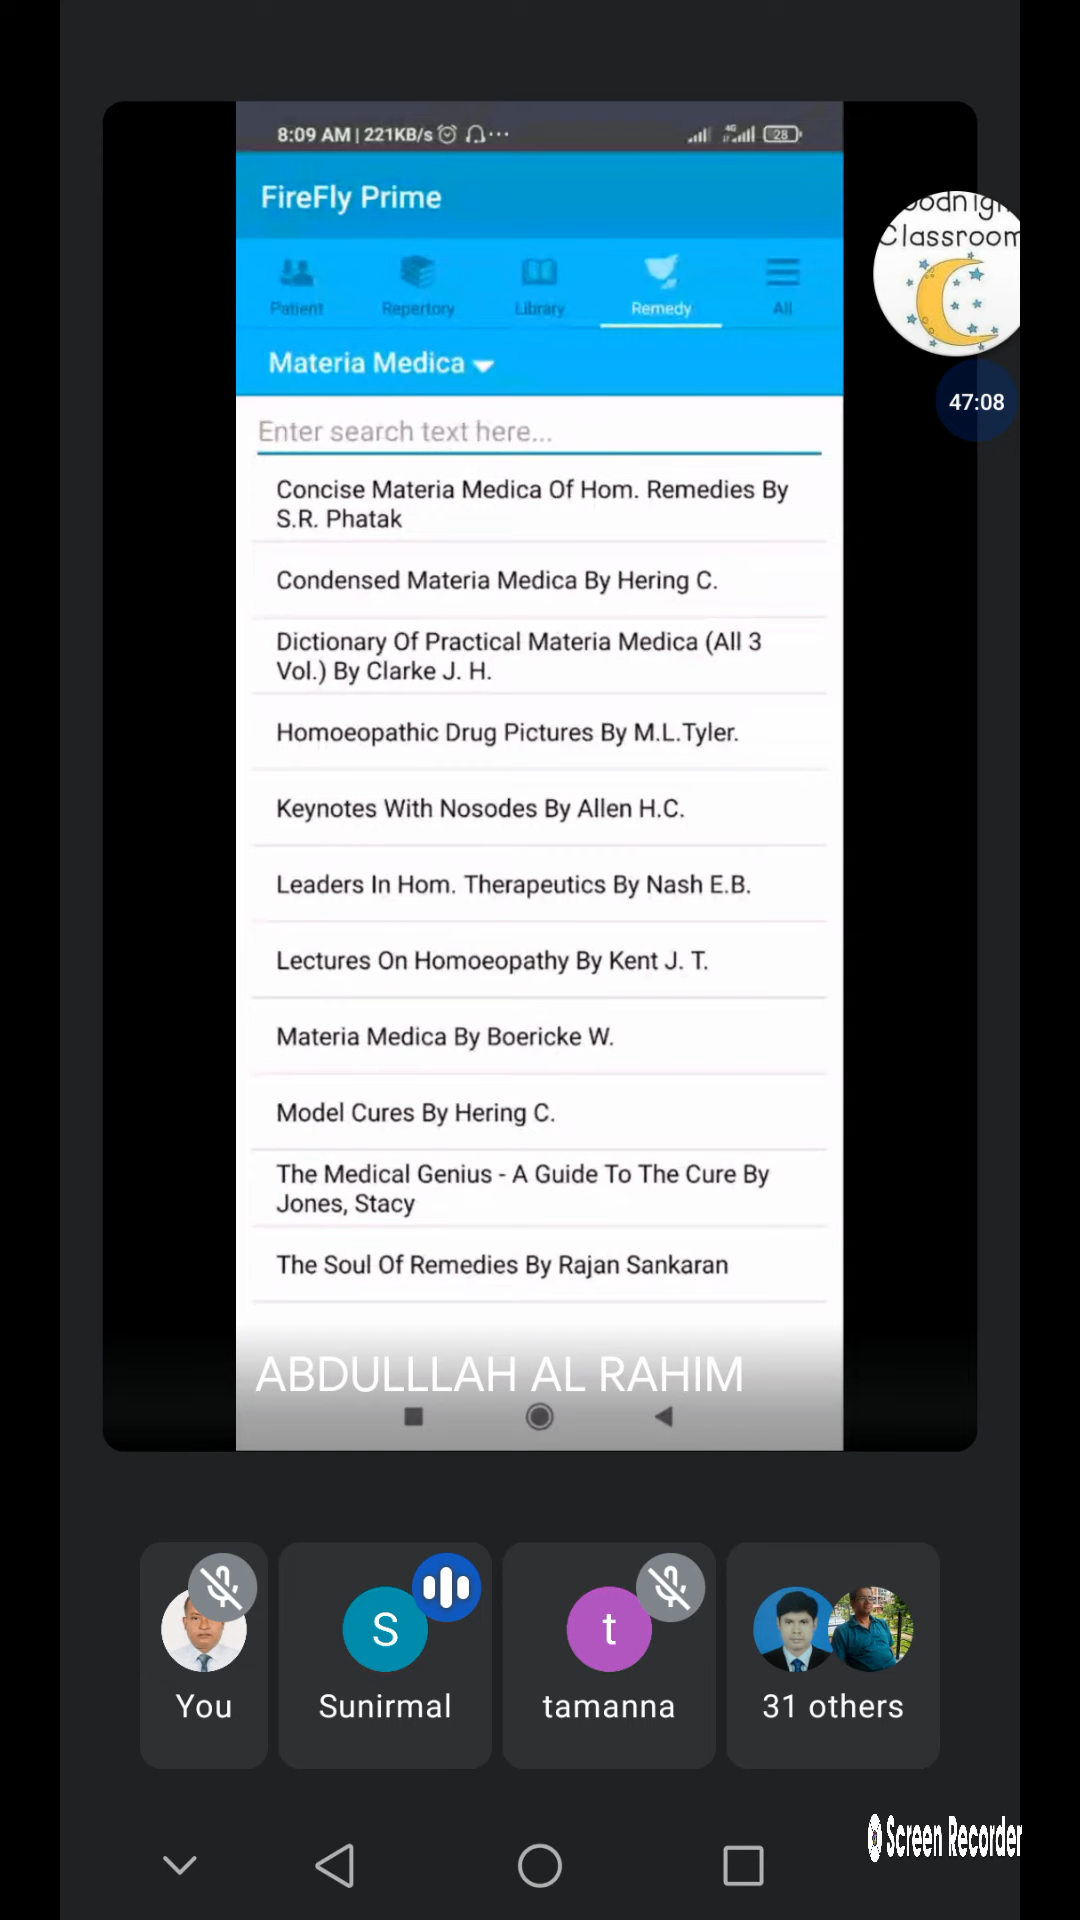 8:09 AM | 221KB/s
4G
28
FireFly Prime
Patient
Repertory
Library
Remedy
All
Classroom
Materia Medica
47:08
Enter search text here...
Concise Materia Medica Of Hom. Remedies By
S.R. Phatak
Condensed Materia Medica By Hering C.
Dictionary Of Practical Materia Medica (All 3
Vol.) By Clarke J. H.
Homoeopathic Drug Pictures By M.L.Tyler.
Keynotes With Nosodes By Allen H.C.
Leaders In Hom. Therapeutics By Nash E.B.
Lectures On Homoeopathy By Kent J. T.
Materia Medica By Boericke W.
Model Cures By Hering C.
The Medical Genius - A Guide To The Cure By
Jones, Stacy
The Soul Of Remedies By Rajan Sankaran
ABDULLLAH AL RAHIM
S
t
You
Sunirmal
tamanna
31 others
Screen Recorder